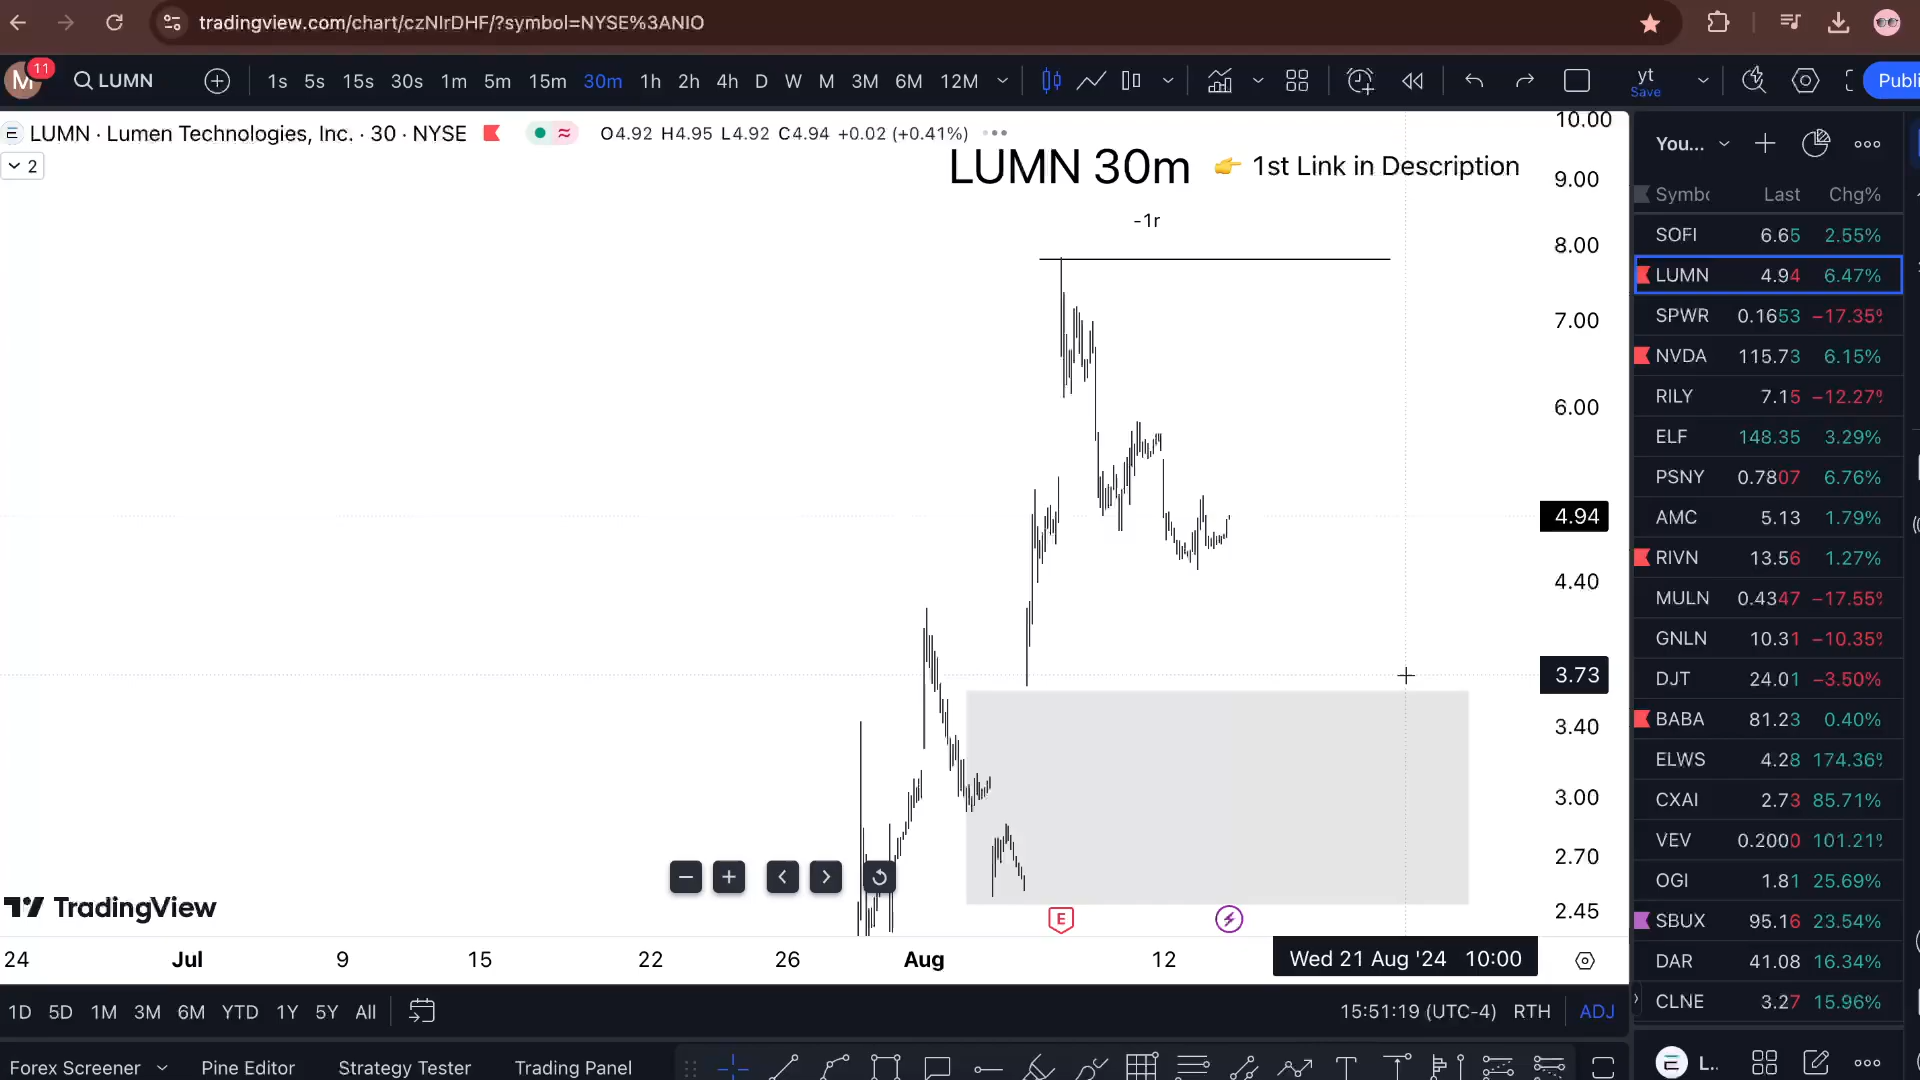 tradingview.com/chart/czNIrDHF/?symbol=NYSE%3ANIO
M 11 LUMN 1s 5s 15s 30s 1m 5m 15m 30m 1h 2h 4h D W M 3M 6M 12M yt Save Publi
LUMN · Lumen Technologies, Inc. · 30 · NYSE O4.92 H4.95 L4.92 C4.94 +0.02 (+0.41%)
2
LUMN 30m 👉 1st Link in Description
-1r
10.00
9.00
8.00
7.00
6.00
4.94
4.40
3.73
3.40
3.00
2.70
2.45
E
TradingView
24 Jul 9 15 22 26 Aug 12 Wed 21 Aug '24 10:00
1D 5D 1M 3M 6M YTD 1Y 5Y All 15:51:19 (UTC-4) RTH ADJ
Forex Screener Pine Editor Strategy Tester Trading Panel
You...
Symbo Last Chg%
SOFI 6.65 2.55%
LUMN 4.94 6.47%
SPWR 0.1653 −17.35%
NVDA 115.73 6.15%
RILY 7.15 −12.27%
ELF 148.35 3.29%
PSNY 0.7807 6.76%
AMC 5.13 1.79%
RIVN 13.56 1.27%
MULN 0.4347 −17.55%
GNLN 10.31 −10.35%
DJT 24.01 −3.50%
BABA 81.23 0.40%
ELWS 4.28 174.36%
CXAI 2.73 85.71%
VEV 0.2000 101.21%
OGI 1.81 25.69%
SBUX 95.16 23.54%
DAR 41.08 16.34%
CLNE 3.27 15.96%
L..